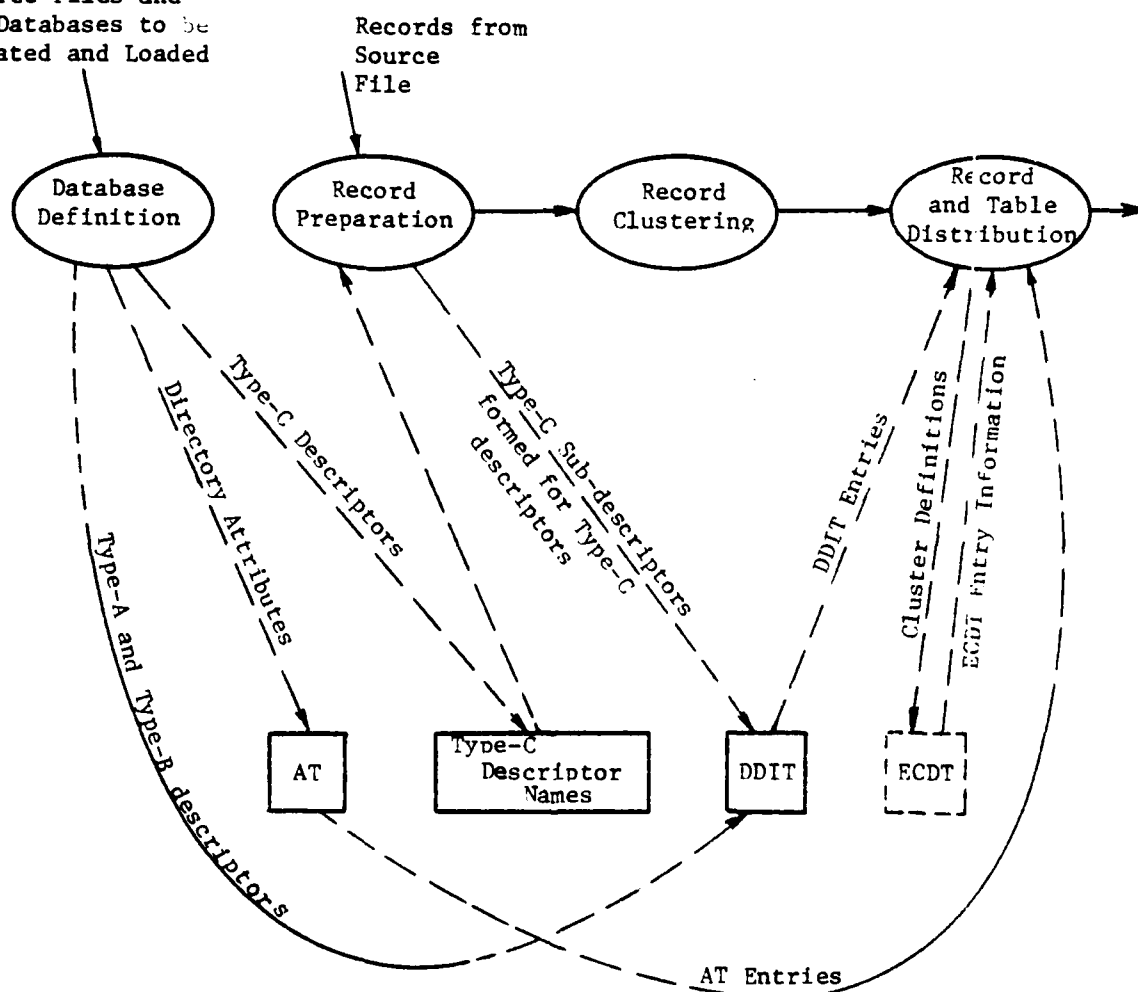 Databases to be
ated and Loaded
Records from
Source
File
Database
Definition
Record
Preparation
Record
Clustering
Record
and Table
Distribution
Type-C Descriptors
Directory Attributes
Type-A and Type-B descriptors
Type-C Sub-descriptors
formed for Type-C
descriptors
DDIT Entries
Cluster Definitions
ECDT Entry Information
AT
Type-C
Descriptor
Names
DDIT
ECDT
AT Entries